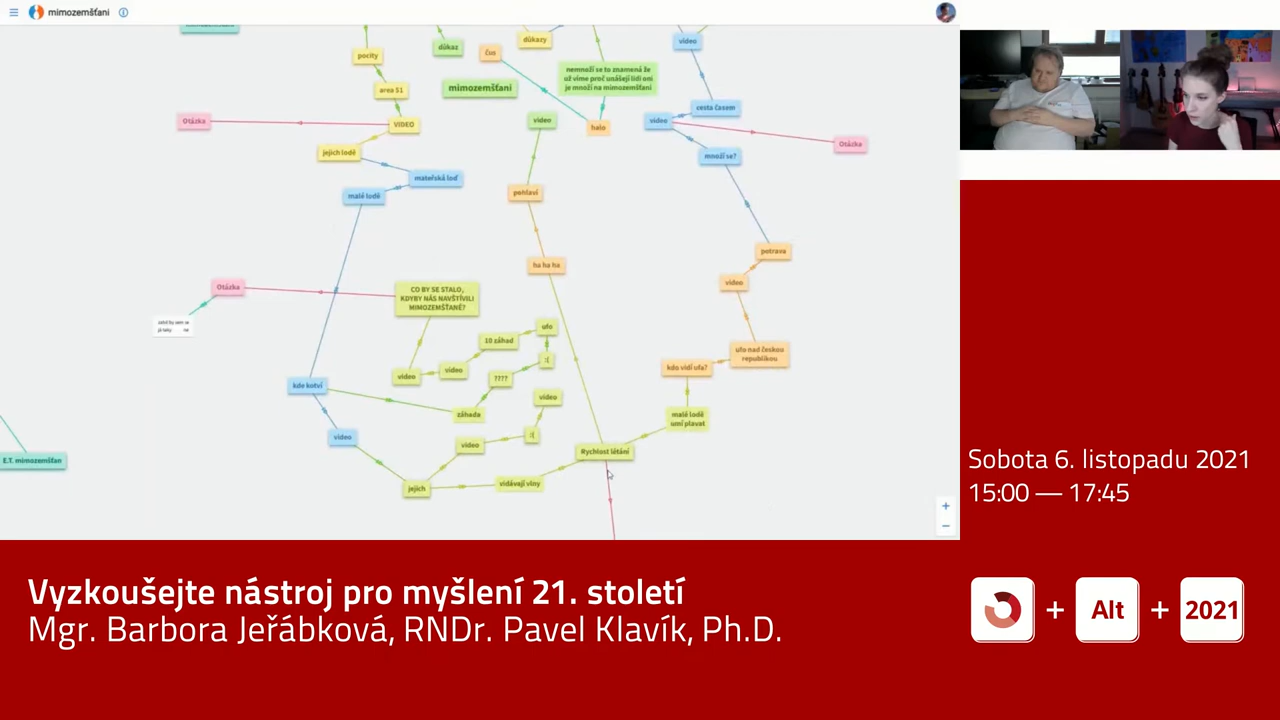 mimozemšťani
pocity
důkaz
čus
důkazy
video
area 51
mimozemšťani
nemnoží se to znamená že
už víme proč unášejí lidi oni
je množí na mimozemšťani
cesta časem
Otázka
VIDEO
video
halo
video
Otázka
jejich lodě
množí se?
mateřská loď
malé lodě
pohlaví
potrava
ha ha ha
video
Otázka
CO BY SE STALO,
KDYBY NÁS NAVŠTÍVILI
MIMOZEMŠŤANÉ?
ufo
10 záhad
:(
ufo nad českou
republikou
video
video
????
kdo vidí ufa?
kde kotví
záhada
video
malé lodě
umí plavat
video
video
:(
Rychlost létání
E.T. mimozemšťan
jejich
vidávají vlny
+
−
Sobota 6. listopadu 2021
15:00 — 17:45
Vyzkoušejte nástroj pro myšlení 21. století
Mgr. Barbora Jeřábková, RNDr. Pavel Klavík, Ph.D.
+ Alt + 2021